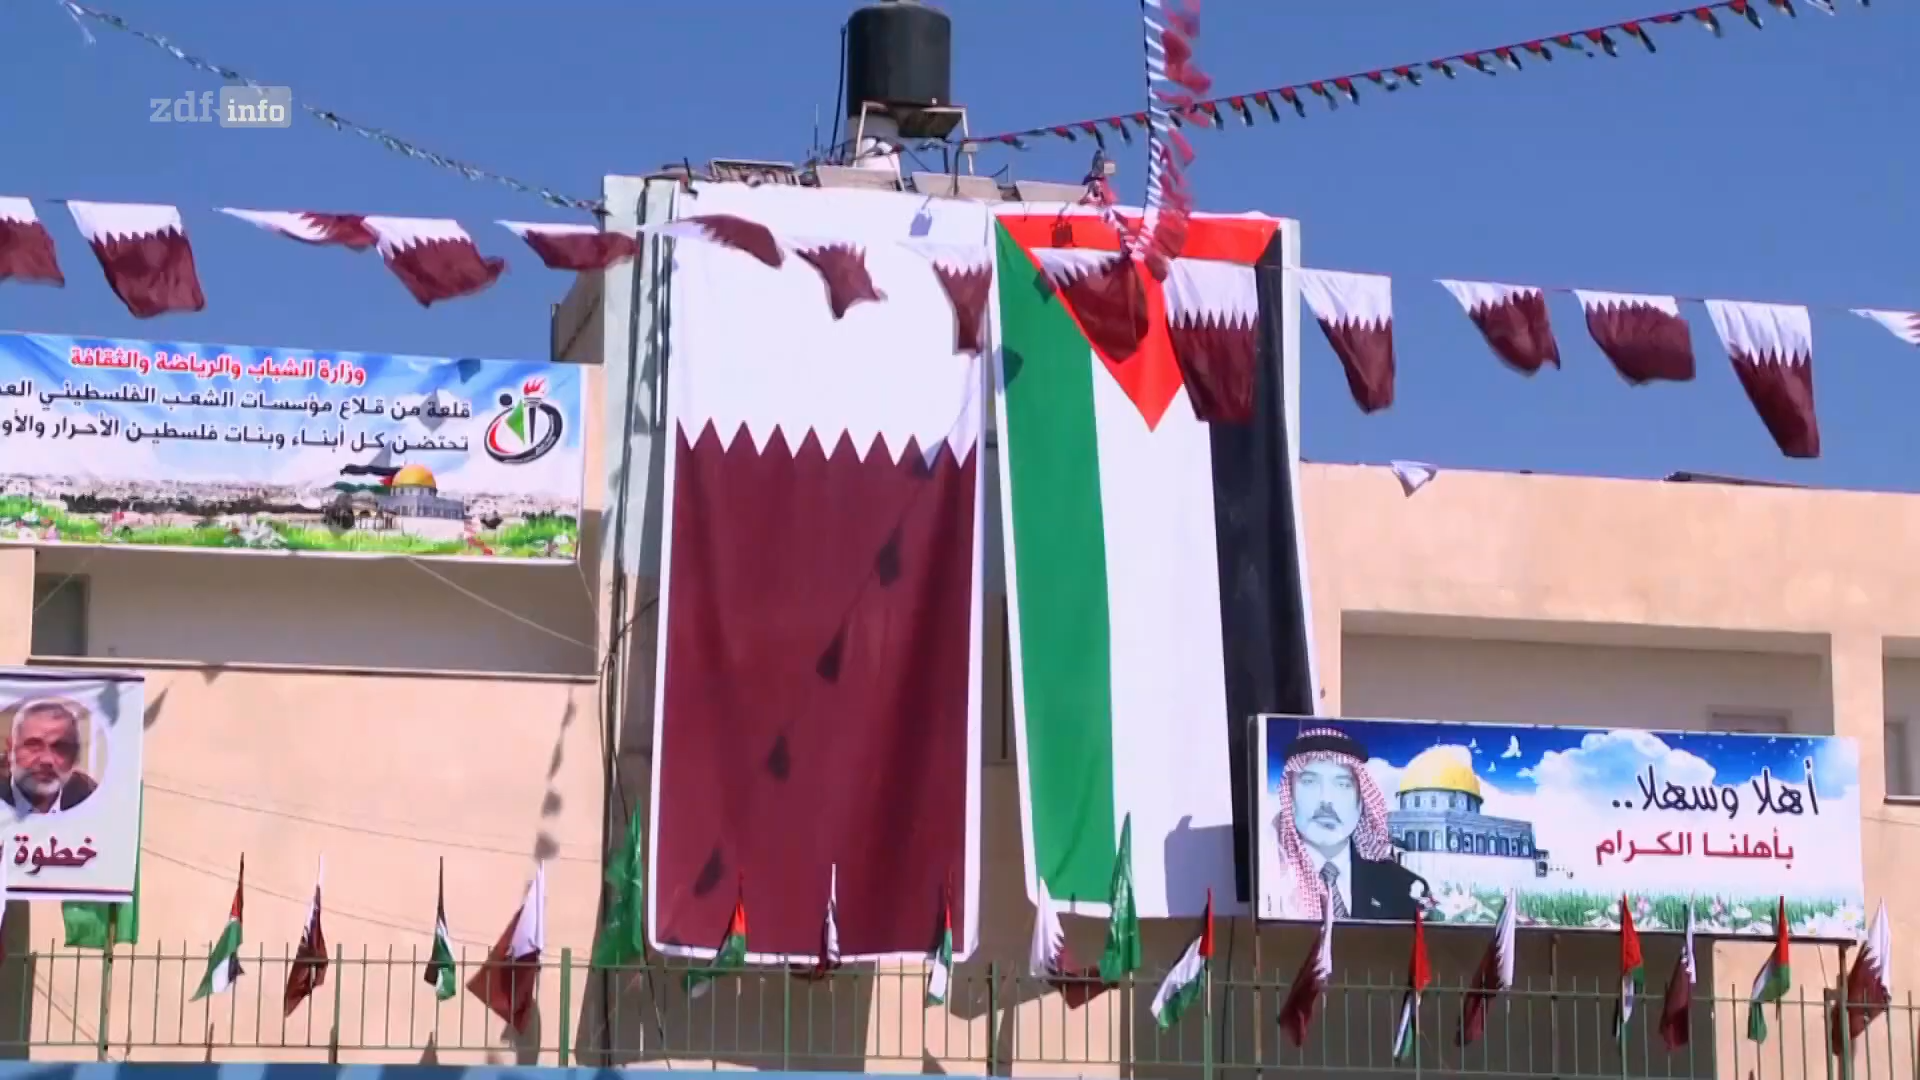 zdf info
وزارة الشباب والرياضة والثقافة
قلعة من قلاع مؤسسات الشعب الفلسطيني
تحتضن كل أبناء وبنات فلسطين الأحرار
خطوة
أهلا وسهلا..
بأهلنا الكرام